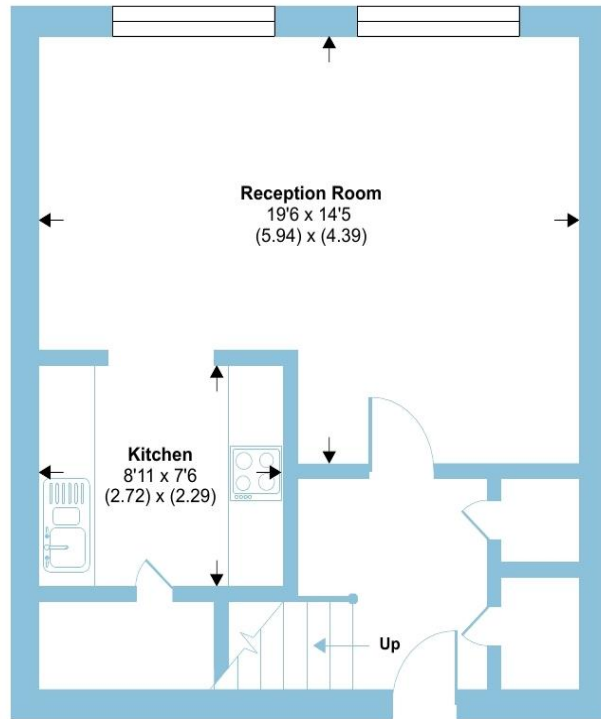 Reception Room
19'6 x 14'5
(5.94) x (4.39)
Kitchen
8'11 x 7'6
(2.72) x (2.29)
Up